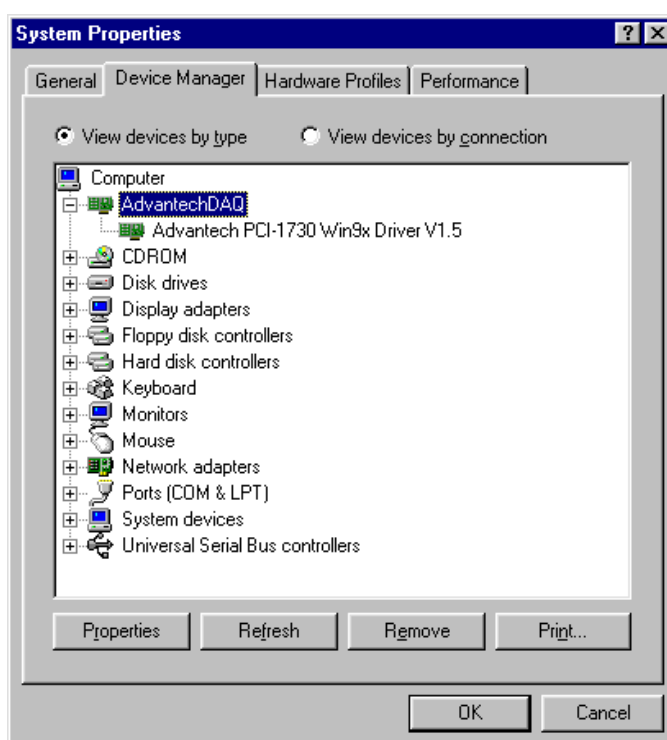 System Properties
General Device Manager Hardware Profiles Performance
View devices by type View devices by connection
Computer
AdvantechDAQ
Advantech PCI-1730 Win9x Driver V1.5
CDROM
Disk drives
Display adapters
Floppy disk controllers
Hard disk controllers
Keyboard
Monitors
Mouse
Network adapters
Ports (COM & LPT)
System devices
Universal Serial Bus controllers
Properties Refresh Remove Print...
OK Cancel